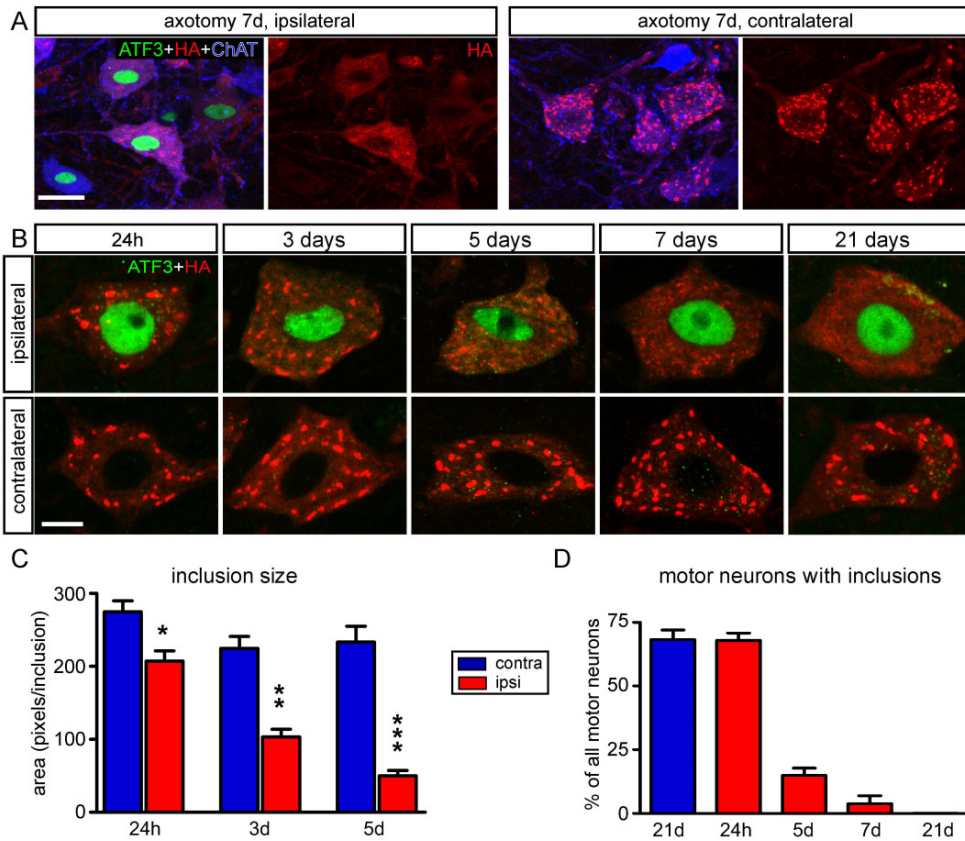 A
axotomy 7d, ipsilateral
axotomy 7d, contralateral
ATF3+HA+ChAT
HA
B
24h
3 days
5 days
7 days
21 days
ATF3+HA
ipsilateral
contralateral
C
inclusion size
area (pixels/inclusion)
300
200
100
0
*
**
***
24h
3d
5d
contra
ipsi
D
motor neurons with inclusions
% of all motor neurons
75
50
25
0
21d
24h
5d
7d
21d